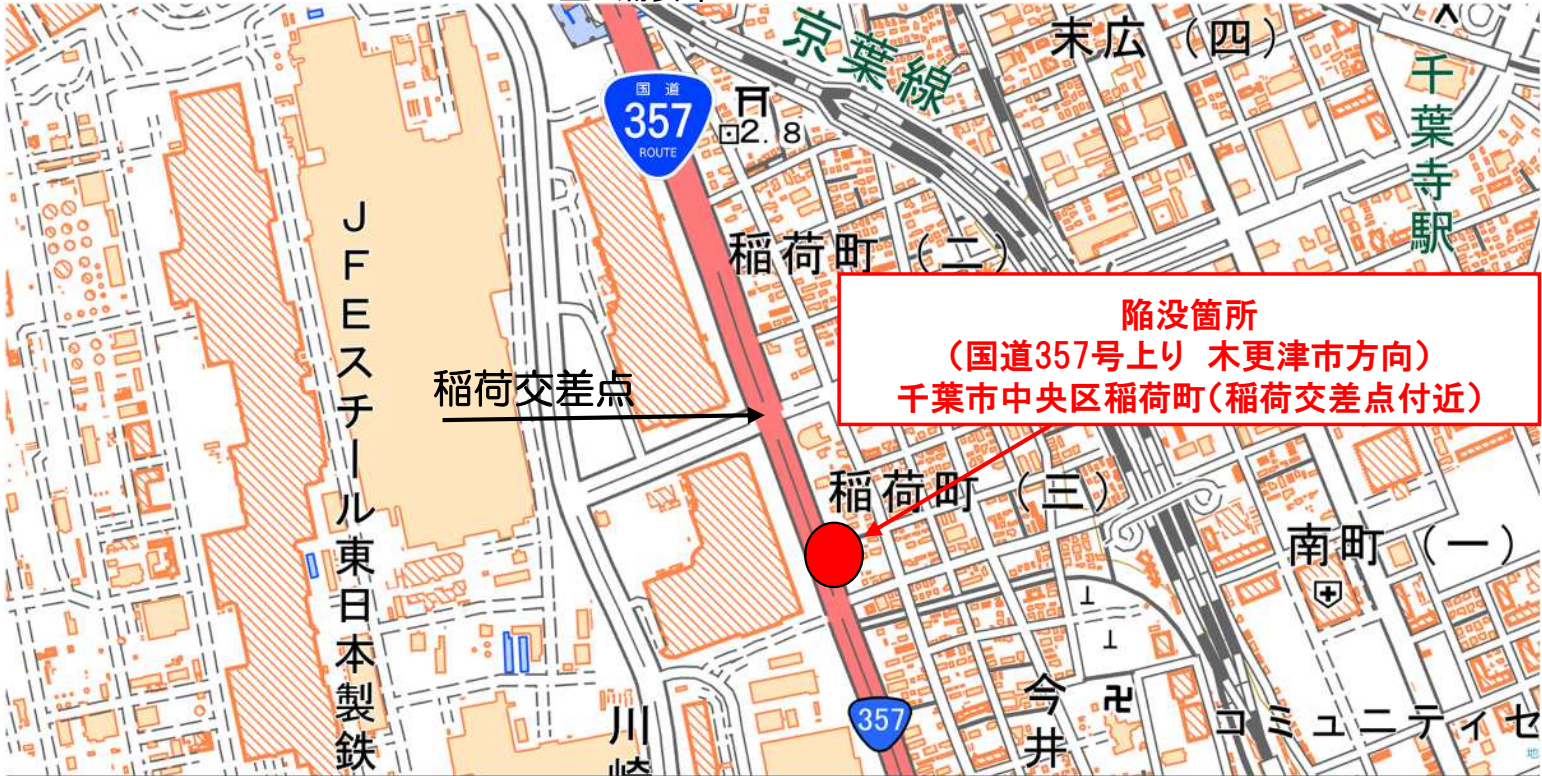 京葉線
末広（四）
千葉寺駅
国道
357
ROUTE
2.8
稲荷町（二）
JFEスチール東日本製鉄
陥没箇所
（国道357号上り 木更津市方向）
千葉市中央区稲荷町（稲荷交差点付近）
稲荷交差点
稲荷町（三）
南町（一）
357
今井
コミュニティセ
川崎
地